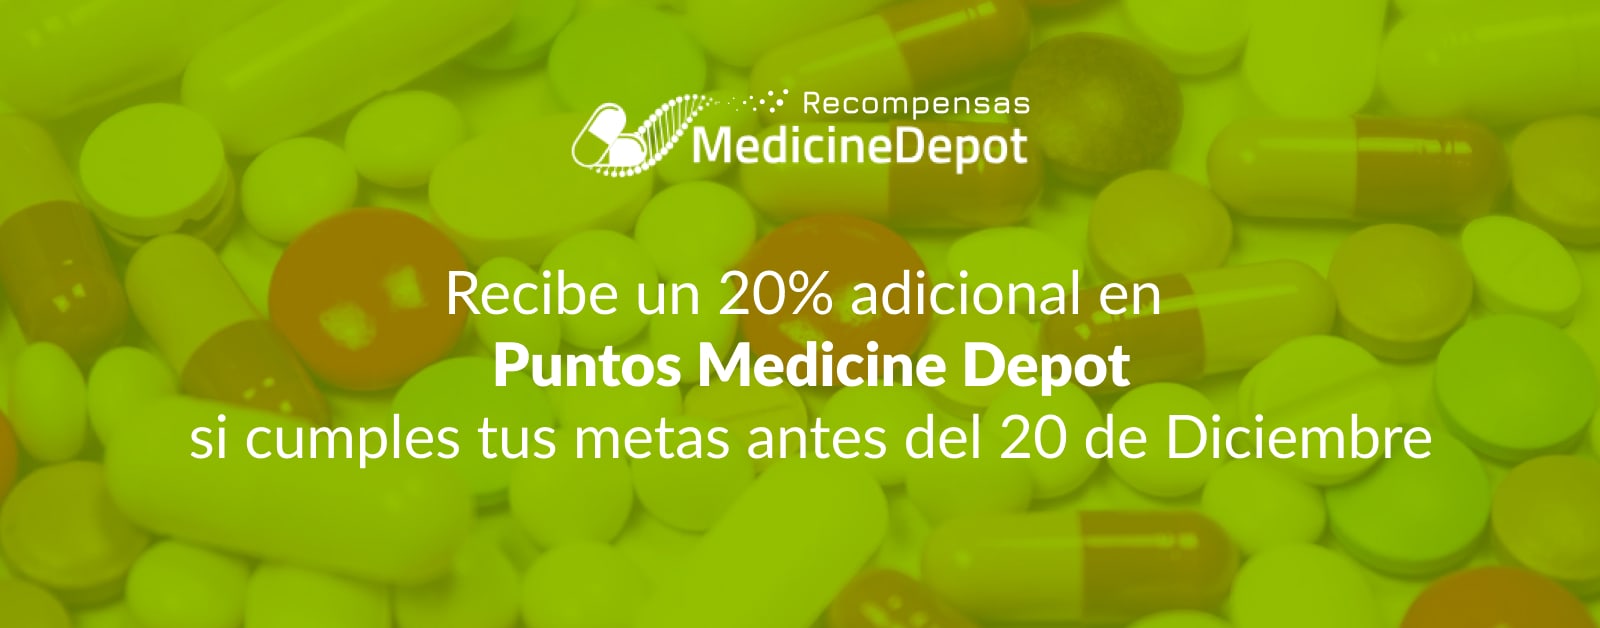 Recompensas
MedicineDepot
Recibe un 20% adicional en
Puntos Medicine Depot
si cumples tus metas antes del 20 de Diciembre